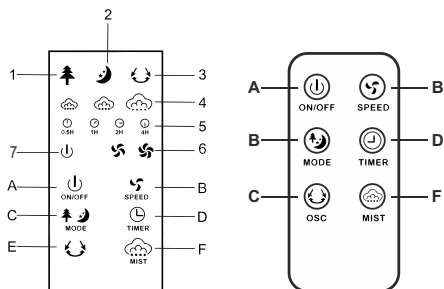 2
1
3
4
0.5H 1H 2H 4H
5
7
6
A
ON/OFF
SPEED
B
C
MODE
TIMER
D
E
MIST
F
A
ON/OFF
SPEED
B
B
MODE
TIMER
D
C
OSC
MIST
F